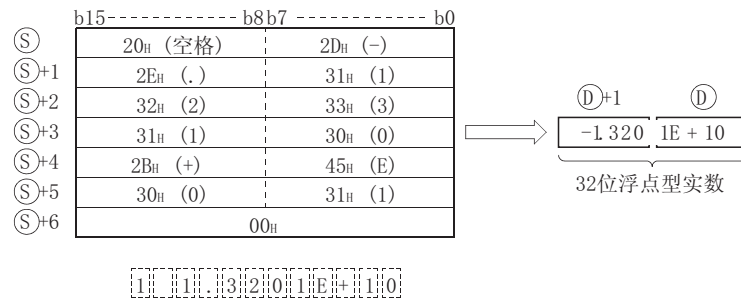 b15 b8 b7 b0
Ⓢ 20H (空格) 2DH (-)
Ⓢ+1 2EH (.) 31H (1)
Ⓢ+2 32H (2) 33H (3)
Ⓢ+3 31H (1) 30H (0)
Ⓢ+4 2BH (+) 45H (E)
Ⓢ+5 30H (0) 31H (1)
Ⓢ+6 00H
Ⓓ+1 Ⓓ
-1.320 1E + 10
32位浮点型实数
1 1 . 3 2 0 1 E + 1 0